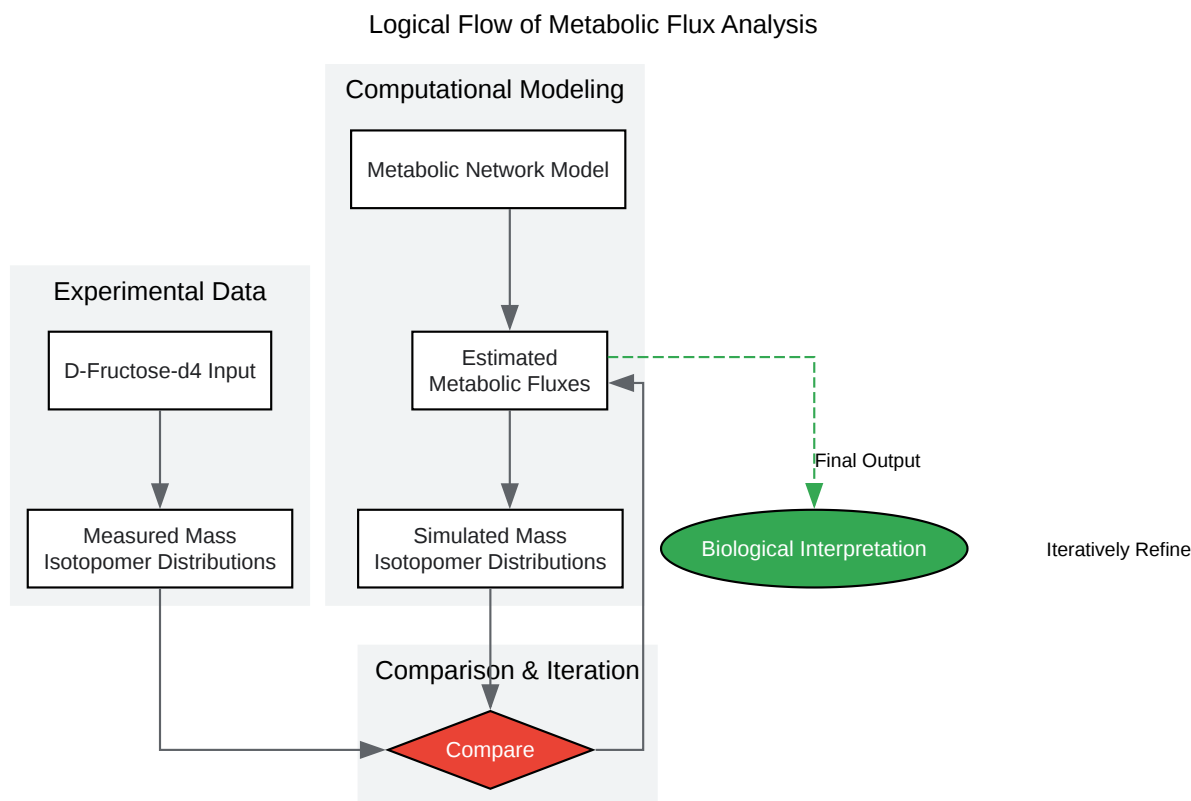 Logical Flow of Metabolic Flux Analysis
Computational Modeling
Metabolic Network Model
Experimental Data
D-Fructose-d4 Input
Estimated
Metabolic Fluxes
Final Output
Measured Mass
Isotopomer Distributions
Simulated Mass
Isotopomer Distributions
Biological Interpretation
Iteratively Refine
Comparison & Iteration
Compare